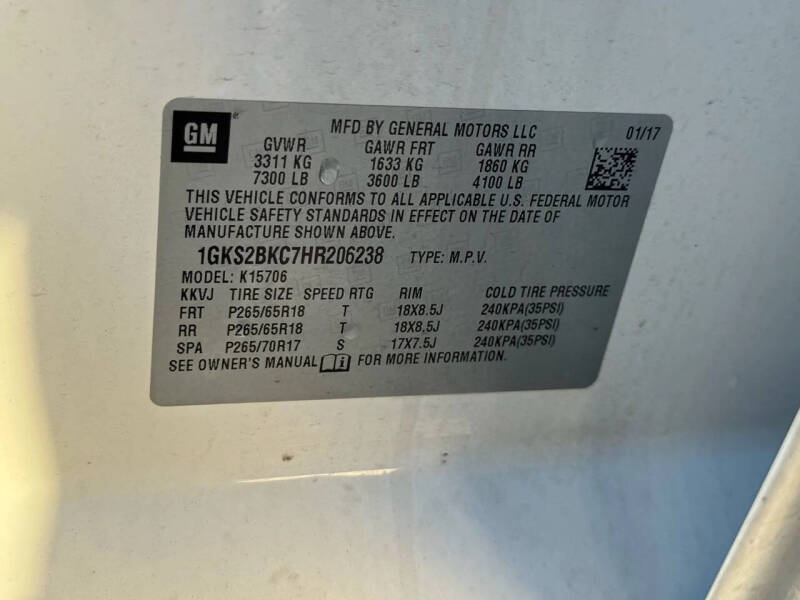 GM
MFD BY GENERAL MOTORS LLC 01/17
GVWR GAWR FRT GAWR RR
3311 KG 1633 KG 1860 KG
7300 LB 3600 LB 4100 LB
THIS VEHICLE CONFORMS TO ALL APPLICABLE U.S. FEDERAL MOTOR
VEHICLE SAFETY STANDARDS IN EFFECT ON THE DATE OF
MANUFACTURE SHOWN ABOVE.
1GKS2BKC7HR206238 TYPE: M.P.V.
MODEL: K15706
KKVJ TIRE SIZE SPEED RTG RIM COLD TIRE PRESSURE
FRT P265/65R18 T 18X8.5J 240KPA(35PSI)
RR P265/65R18 T 18X8.5J 240KPA(35PSI)
SPA P265/70R17 S 17X7.5J 240KPA(35PSI)
SEE OWNER'S MANUAL FOR MORE INFORMATION.